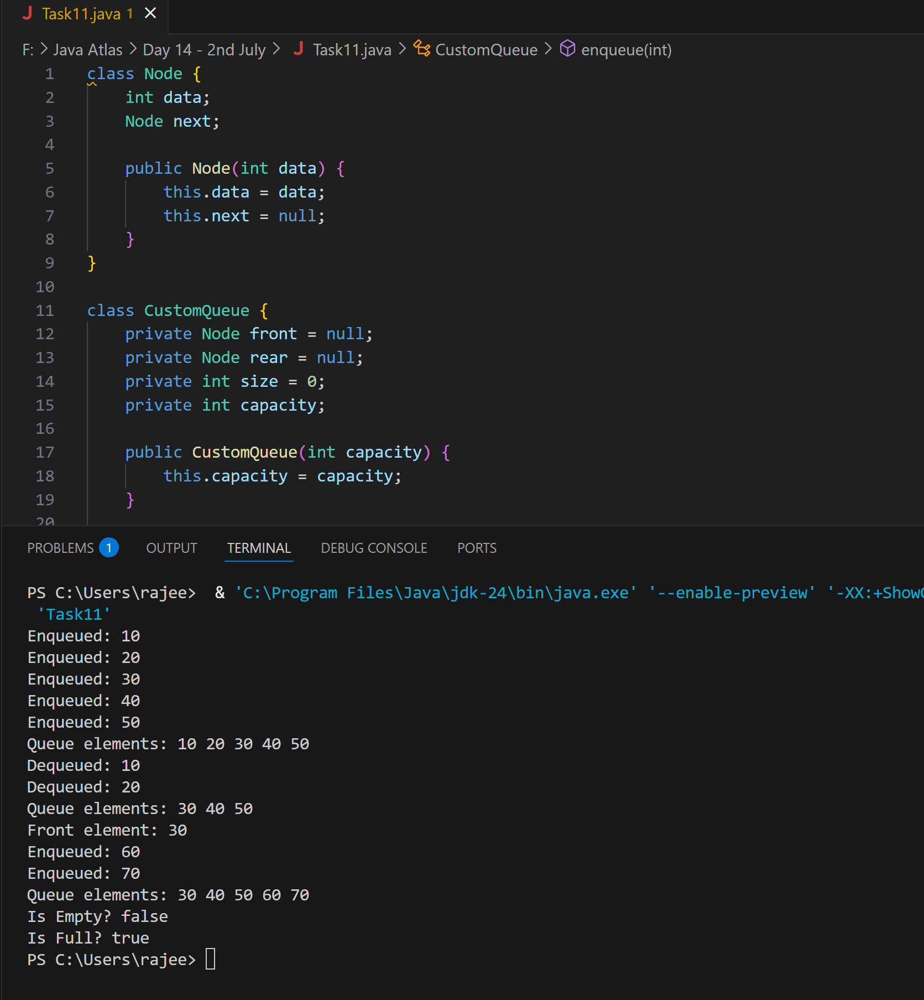 Task11.java 1
F: > Java Atlas > Day 14 - 2nd July > Task11.java > CustomQueue > enqueue(int)
1 class Node {
2 int data;
3 Node next;
4
5 public Node(int data) {
6 this.data = data;
7 this.next = null;
8 }
9 }
10
11 class CustomQueue {
12 private Node front = null;
13 private Node rear = null;
14 private int size = 0;
15 private int capacity;
16
17 public CustomQueue(int capacity) {
18 this.capacity = capacity;
19 }
20
PROBLEMS 1 OUTPUT TERMINAL DEBUG CONSOLE PORTS
PS C:\Users\rajee>  & 'C:\Program Files\Java\jdk-24\bin\java.exe' '--enable-preview' '-XX:+Show
'Task11'
Enqueued: 10
Enqueued: 20
Enqueued: 30
Enqueued: 40
Enqueued: 50
Queue elements: 10 20 30 40 50
Dequeued: 10
Dequeued: 20
Queue elements: 30 40 50
Front element: 30
Enqueued: 60
Enqueued: 70
Queue elements: 30 40 50 60 70
Is Empty? false
Is Full? true
PS C:\Users\rajee>